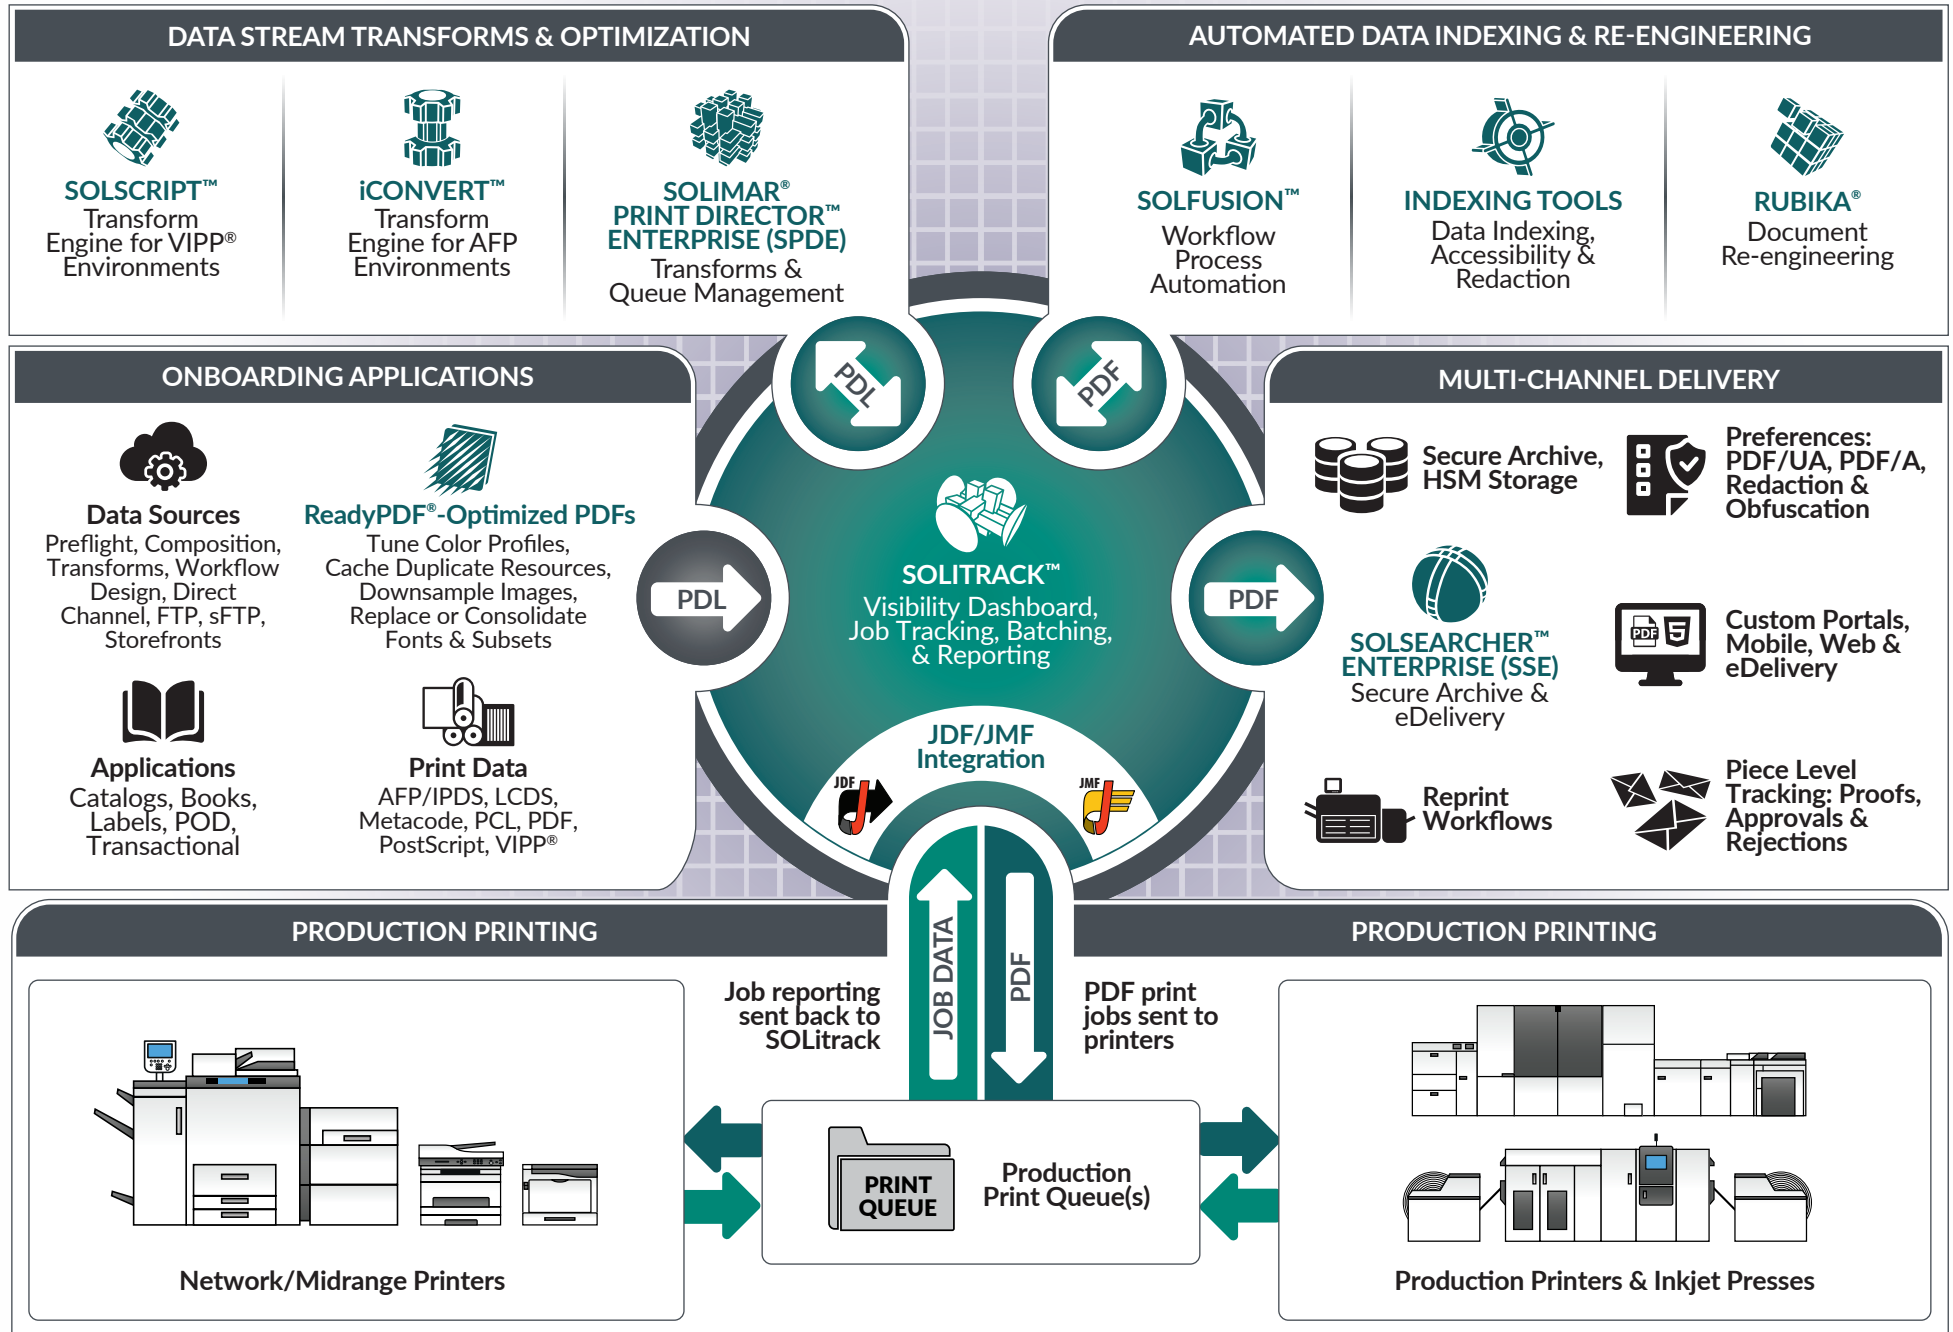 DATA STREAM TRANSFORMS & OPTIMIZATION
SOLSCRIPT™
Transform
Engine for VIPP®
Environments
iCONVERT™
Transform
Engine for AFP
Environments
SOLIMAR®
PRINT DIRECTOR™
ENTERPRISE (SPDE)
Transforms &
Queue Management
AUTOMATED DATA INDEXING & RE-ENGINEERING
SOLFUSION™
Workflow
Process
Automation
INDEXING TOOLS
Data Indexing,
Accessibility &
Redaction
RUBIKA®
Document
Re-engineering
PDL
PDF
ONBOARDING APPLICATIONS
Data Sources
Preflight, Composition,
Transforms, Workflow
Design, Direct
Channel, FTP, sFTP,
Storefronts
ReadyPDF®-Optimized PDFs
Tune Color Profiles,
Cache Duplicate Resources,
Downsample Images,
Replace or Consolidate
Fonts & Subsets
Applications
Catalogs, Books,
Labels, POD,
Transactional
Print Data
AFP/IPDS, LCDS,
Metacode, PCL, PDF,
PostScript, VIPP®
PDL
SOLITRACK™
Visibility Dashboard,
Job Tracking, Batching,
& Reporting
JDF/JMF
Integration
JDF
JMF
PDF
MULTI-CHANNEL DELIVERY
Secure Archive,
HSM Storage
Preferences:
PDF/UA, PDF/A,
Redaction &
Obfuscation
SOLSEARCHER™
ENTERPRISE (SSE)
Secure Archive &
eDelivery
PDF
5
Custom Portals,
Mobile, Web &
eDelivery
Reprint
Workflows
Piece Level
Tracking: Proofs,
Approvals &
Rejections
PRODUCTION PRINTING
Network/Midrange Printers
Job reporting
sent back to
SOLitrack
JOB DATA
PDF
PDF print
jobs sent to
printers
PRINT
QUEUE
Production
Print Queue(s)
PRODUCTION PRINTING
Production Printers & Inkjet Presses